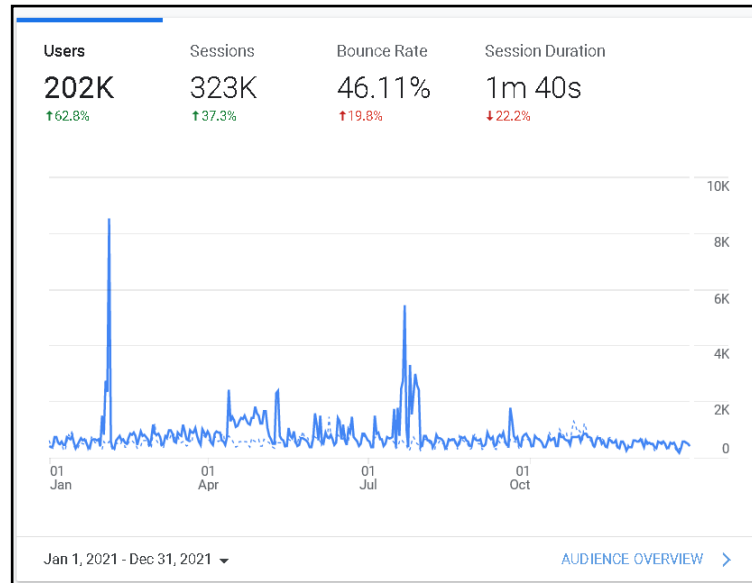 Users Sessions Bounce Rate Session Duration
202K 323K 46.11% 1m 40s
↑62.8% ↑37.3% ↑19.8% ↓22.2%
10K
8K
6K
4K
2K
0
01 01 01 01
Jan Apr Jul Oct
Jan 1, 2021 - Dec 31, 2021 AUDIENCE OVERVIEW